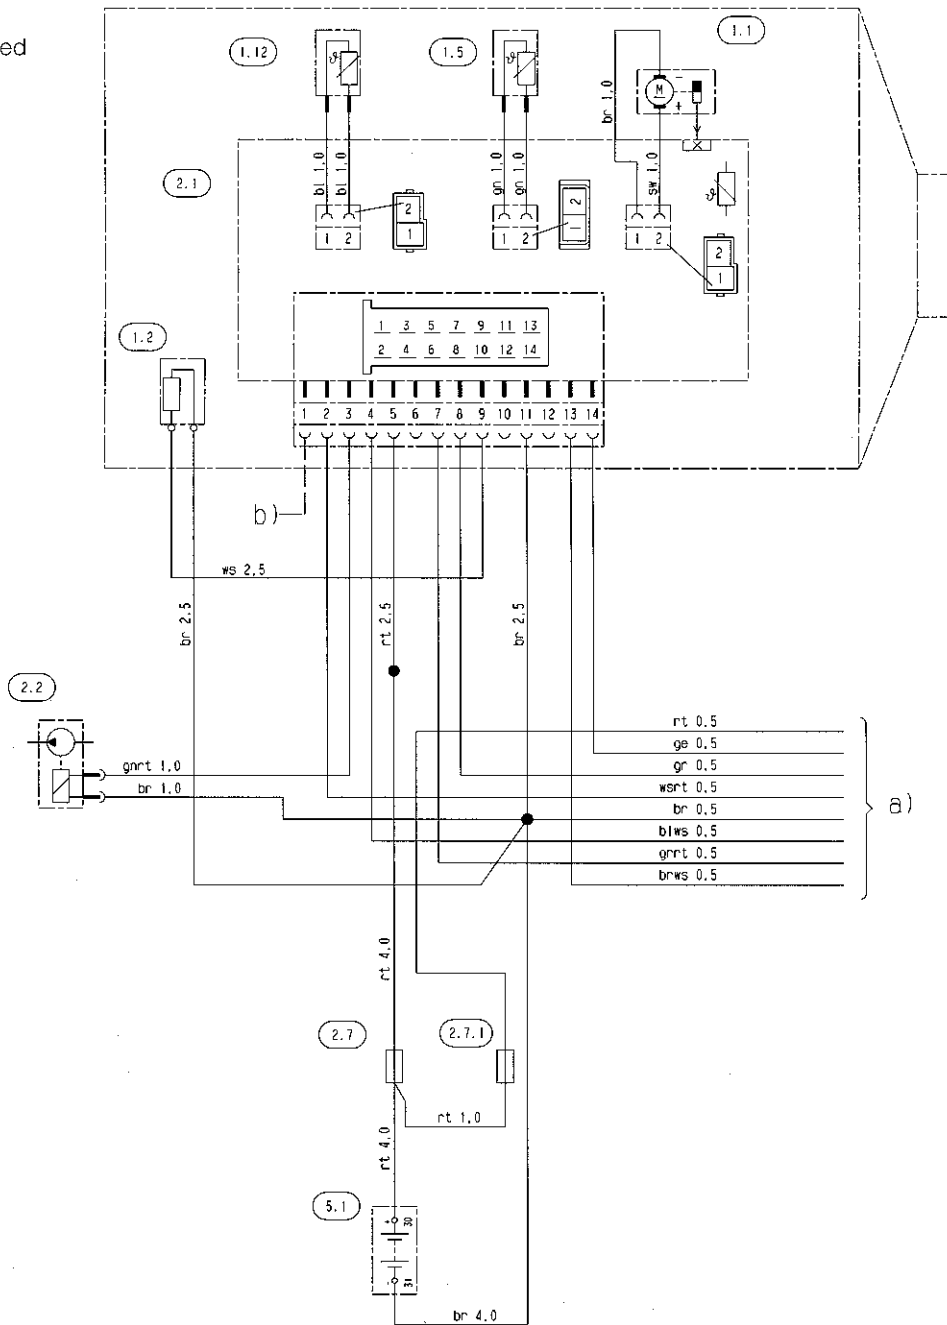 ed
1.12
1.5
1.1
ϑ
ϑ
M
-
+
br 1.0
2.1
bl 1.0
bl 1.0
gn 1.0
gn 1.0
sw 1.0
ϑ
1 2
2
1
1 2
2
1
1 2
2
1
1.2
1 3 5 7 9 11 13
2 4 6 8 10 12 14
1 2 3 4 5 6 7 8 9 10 11 12 13 14
b)
ws 2.5
br 2.5
rt 2.5
br 2.5
2.2
gnrt 1.0
br 1.0
rt 0.5
ge 0.5
gr 0.5
wsrt 0.5
br 0.5
blws 0.5
grrt 0.5
brws 0.5
a)
rt 4.0
2.7
2.7.1
rt 1.0
rt 4.0
5.1
+ 30
- 31
br 4.0